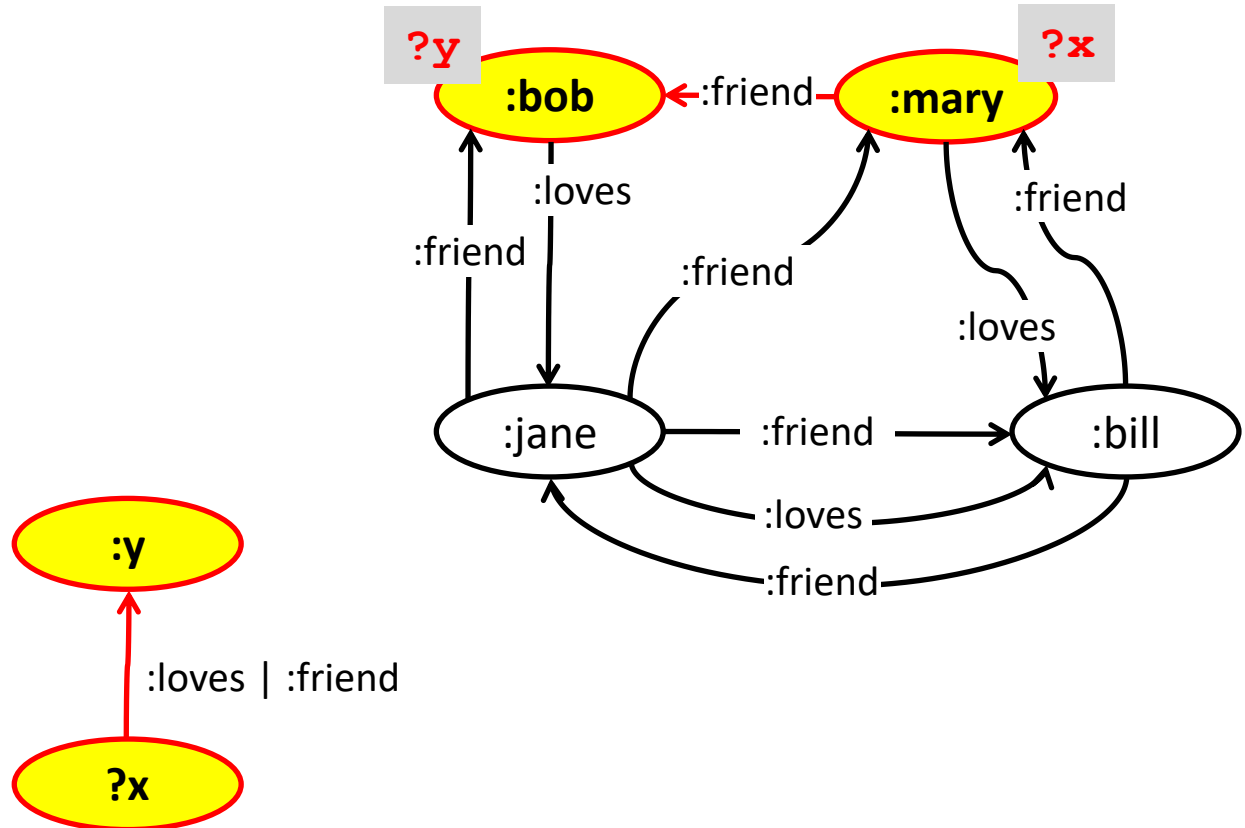 ?y
?x
:bob
:friend
:mary
:loves
:friend
:friend
:friend
:loves
:jane
:friend
:bill
:loves
:friend
:y
:loves | :friend
?x